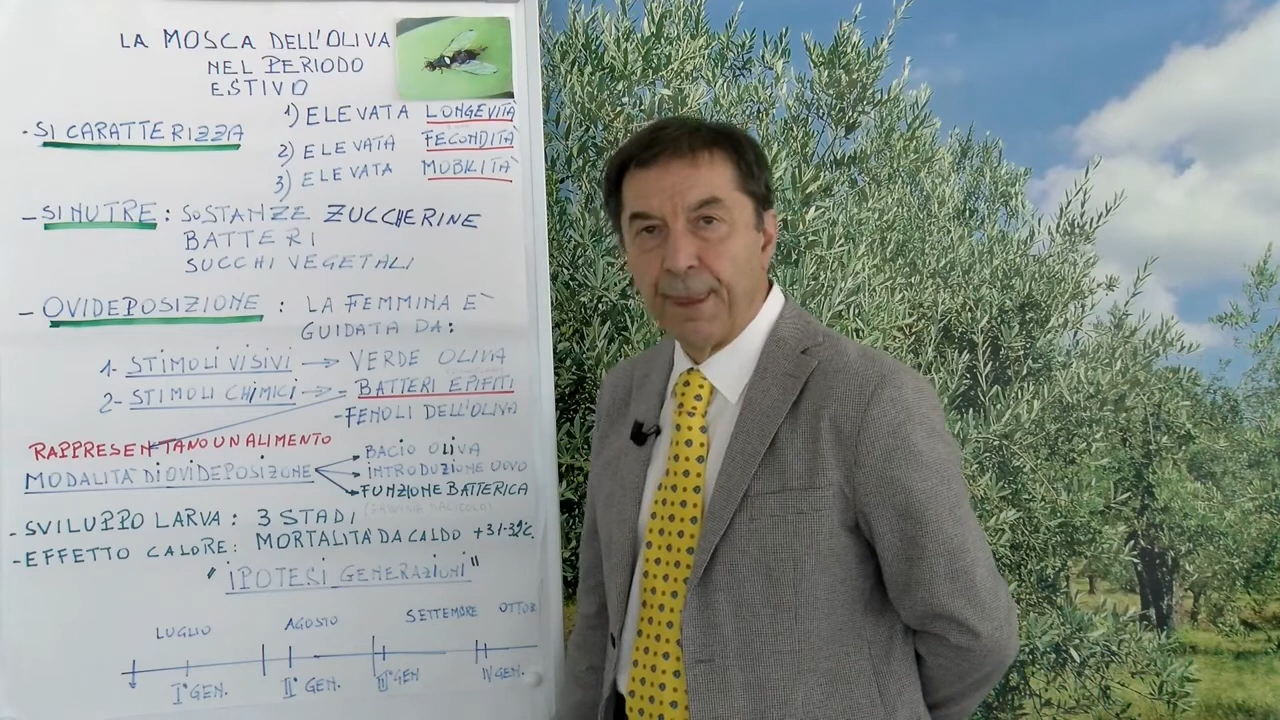 LA MOSCA DELL'OLIVA
NEL PERIODO
ESTIVO
- SI CARATTERIZZA
1) ELEVATA LONGEVITÀ
2) ELEVATA FECONDITÀ
3) ELEVATA MOBILITÀ
- SI NUTRE : SOSTANZE ZUCCHERINE
BATTERI
SUCCHI VEGETALI
- OVIDEPOSIZIONE : LA FEMMINA È
GUIDATA DA:
1- STIMOLI VISIVI → VERDE OLIVA
2- STIMOLI CHIMICI → - BATTERI EPIFITI
- FENOLI DELL'OLIVA
RAPPRESENTANO UN ALIMENTO
MODALITÀ DI OVIDEPOSIZONE
BACIO OLIVA
INTRODUZIONE UOVO
FUNZIONE BATTERICA
- SVILUPPO LARVA: 3 STADI
- EFFETTO CALORE: MORTALITÀ DA CALDO +31-32°C.
"IPOTESI GENERAZIONI"
LUGLIO AGOSTO SETTEMBRE OTTOB
I° GEN. II° GEN. III° GEN IV GEN.